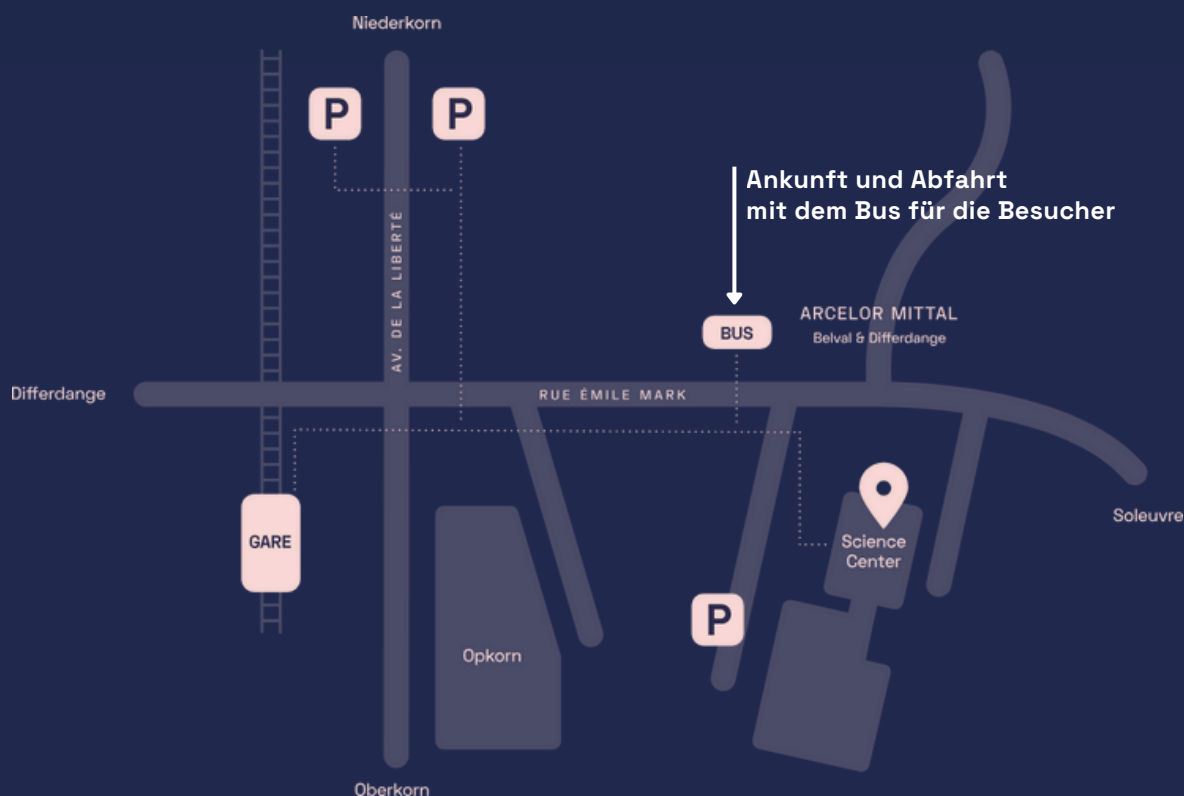 Niederkorn
P
P
Ankunft und Abfahrt
mit dem Bus für die Besucher
AV. DE LA LIBERTÉ
BUS
ARCELOR MITTAL
Belval & Differdange
Differdange
RUE ÉMILE MARK
Soleuvre
GARE
Science
Center
P
Opkorn
Oberkorn